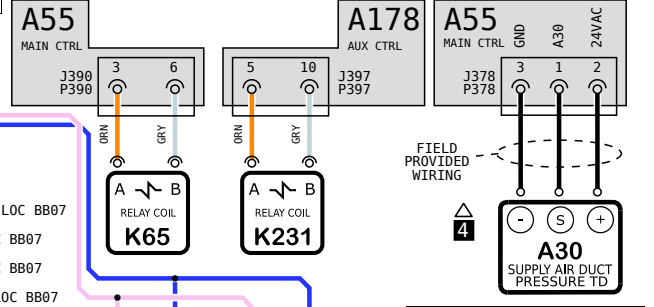 A55
MAIN CTRL
3 6
J390
P390
ORN GRY
A B
RELAY COIL
K65
A178
AUX CTRL
5 10
J397
P397
ORN GRY
A B
RELAY COIL
K231
A55
MAIN CTRL
GND A30 24VAC
3 1 2
J378
P378
FIELD
PROVIDED
WIRING
4
- S +
A30
SUPPLY AIR DUCT
PRESSURE TD
LOC BB07
BB07
BB07
LOC BB07